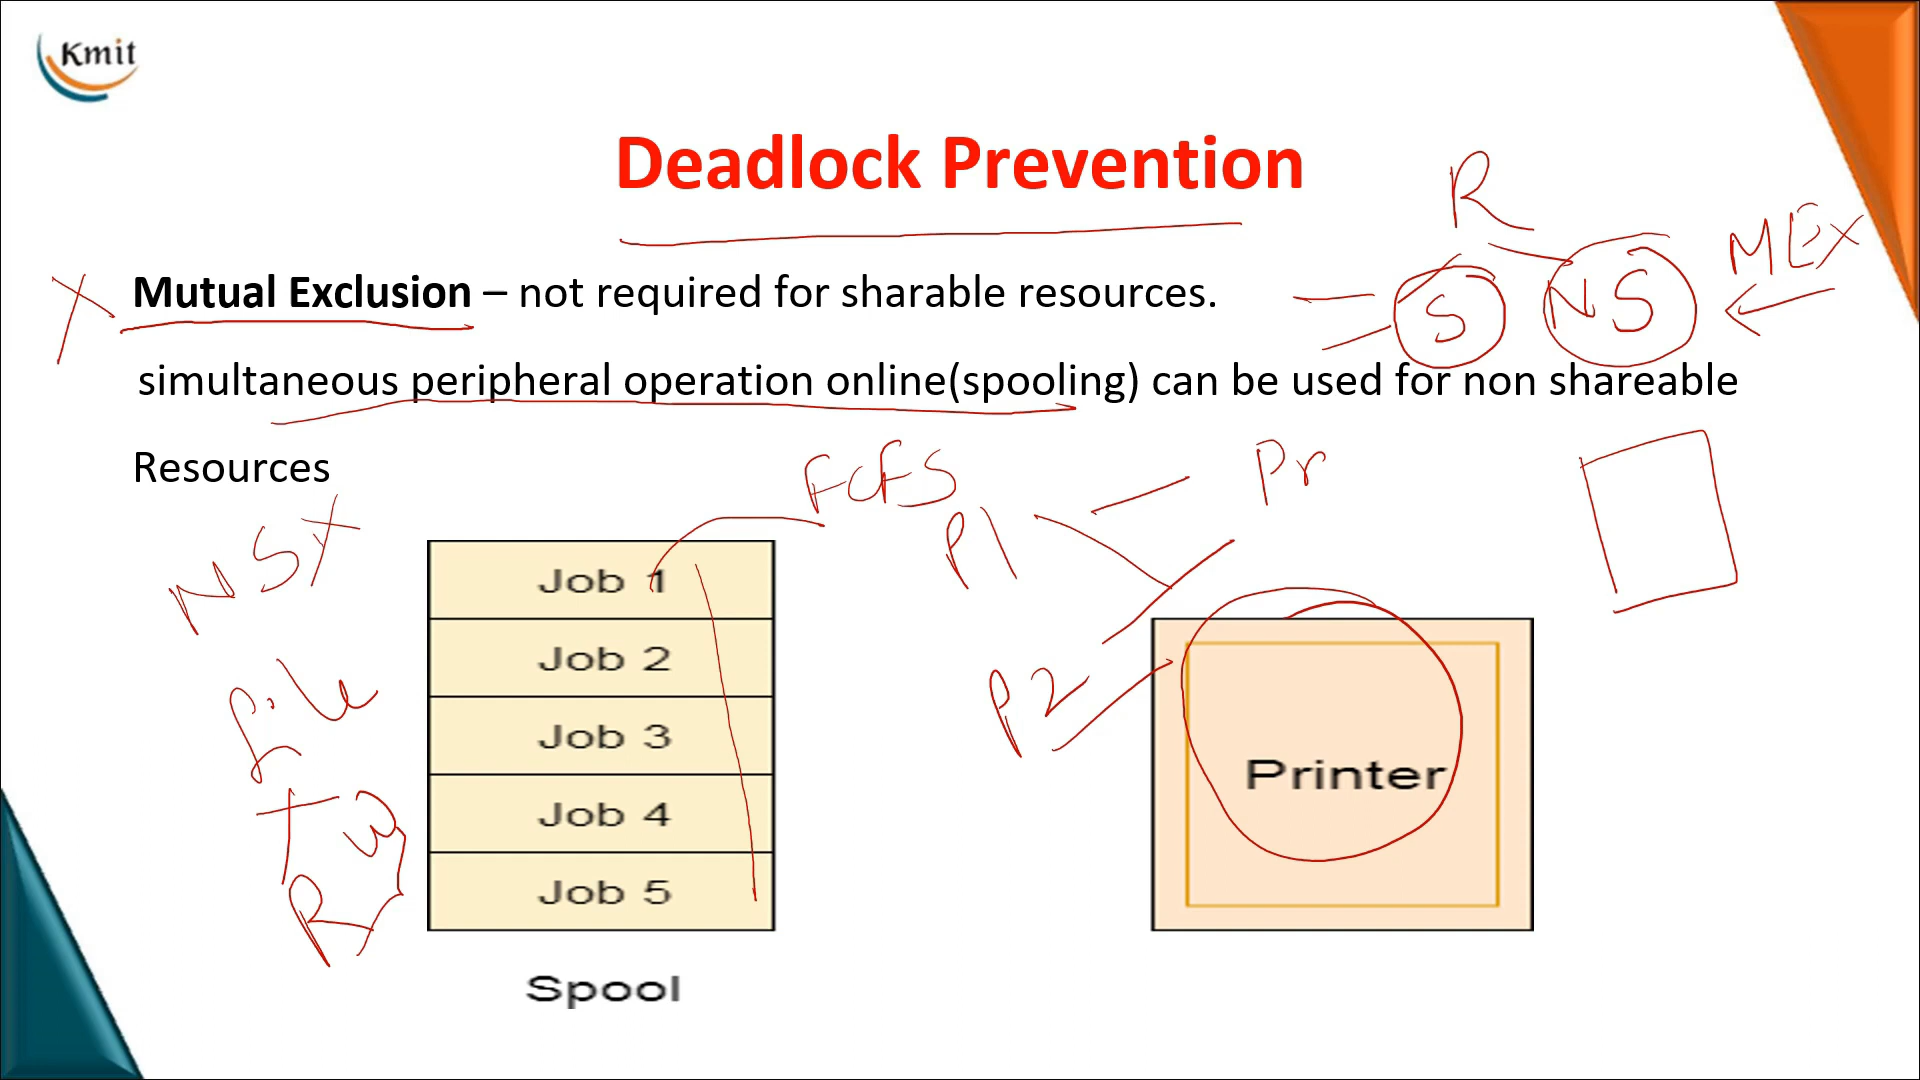 Kmit
Deadlock Prevention
R
Mutual Exclusion – not required for sharable resources.
S
NS
MEx
simultaneous peripheral operation online(spooling) can be used for non shareable
Resources
FCFS
Pr
NSX
P1
Job 1
Job 2
Job 3
Job 4
Job 5
Spool
file
W
R
P2
Printer